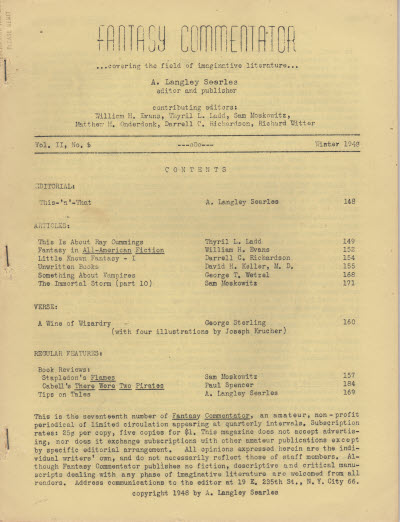 FANTASY COMMENTATOR
...covering the field of imaginative literature...
A. Langley Searles
editor and publisher
contributing editors:
William H. Evans, Thyril L. Ladd, Sam Moskowitz,
Matthew H. Onderdonk, Darrell C. Richardson, Richard Witter
Vol. II, No. 5 ---oOo--- Winter 1948
C O N T E N T S
EDITORIAL:
This-'n'-That A. Langley Searles 148
ARTICLES:
This Is About Ray Cummings Thyril L. Ladd 149
Fantasy in All-American Fiction William H. Evans 152
Little Known Fantasy - I Darrell C. Richardson 154
Unwritten Books David H. Keller, M. D. 155
Something About Vampires George T. Wetzel 168
The Immortal Storm (part 10) Sam Moskowitz 171
VERSE:
A Wine of Wizardry George Sterling 160
(with four illustrations by Joseph Krucher)
REGULAR FEATURES:
Book Reviews:
Stapledon's Flames Sam Moskowitz 157
Cabell's There Were Two Pirates Paul Spencer 184
Tips on Tales A. Langley Searles 169
This is the seventeenth number of Fantasy Commentator, an amateur, non-profit
periodical of limited circulation appearing at quarterly intervals. Subscription
rates: 25¢ per copy, five copies for $1. This magazine does not accept advertis-
ing, nor does it exchange subscriptions with other amateur publications except
by specific editorial arrangement. All opinions expressed herein are the indi-
vidual writers' own, and do not necessarily reflect those of staff members. Al-
though Fantasy Commentator publishes no fiction, descriptive and critical manu-
scripts dealing with any phase of imaginative literature are welcomed from all
renders. Address communications to the editor at 19 E. 235th St., N. Y. City 66.
copyright 1948 by A. Langley Searles